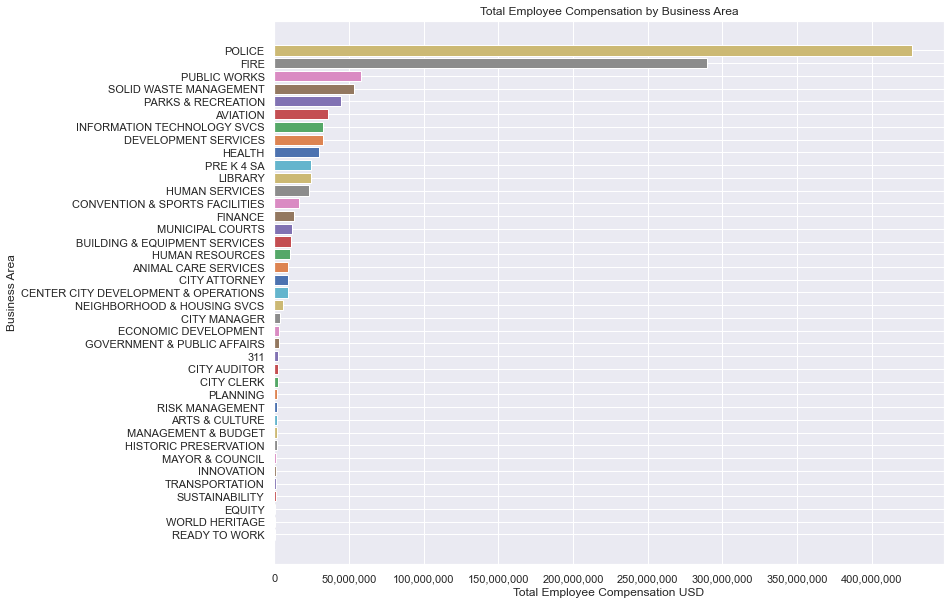 Total Employee Compensation by Business Area
Business Area
POLICE
FIRE
PUBLIC WORKS
SOLID WASTE MANAGEMENT
PARKS & RECREATION
AVIATION
INFORMATION TECHNOLOGY SVCS
DEVELOPMENT SERVICES
HEALTH
PRE K 4 SA
LIBRARY
HUMAN SERVICES
CONVENTION & SPORTS FACILITIES
FINANCE
MUNICIPAL COURTS
BUILDING & EQUIPMENT SERVICES
HUMAN RESOURCES
ANIMAL CARE SERVICES
CITY ATTORNEY
CENTER CITY DEVELOPMENT & OPERATIONS
NEIGHBORHOOD & HOUSING SVCS
CITY MANAGER
ECONOMIC DEVELOPMENT
GOVERNMENT & PUBLIC AFFAIRS
311
CITY AUDITOR
CITY CLERK
PLANNING
RISK MANAGEMENT
ARTS & CULTURE
MANAGEMENT & BUDGET
HISTORIC PRESERVATION
MAYOR & COUNCIL
INNOVATION
TRANSPORTATION
SUSTAINABILITY
EQUITY
WORLD HERITAGE
READY TO WORK
0 50,000,000 100,000,000 150,000,000 200,000,000 250,000,000 300,000,000 350,000,000 400,000,000
Total Employee Compensation USD